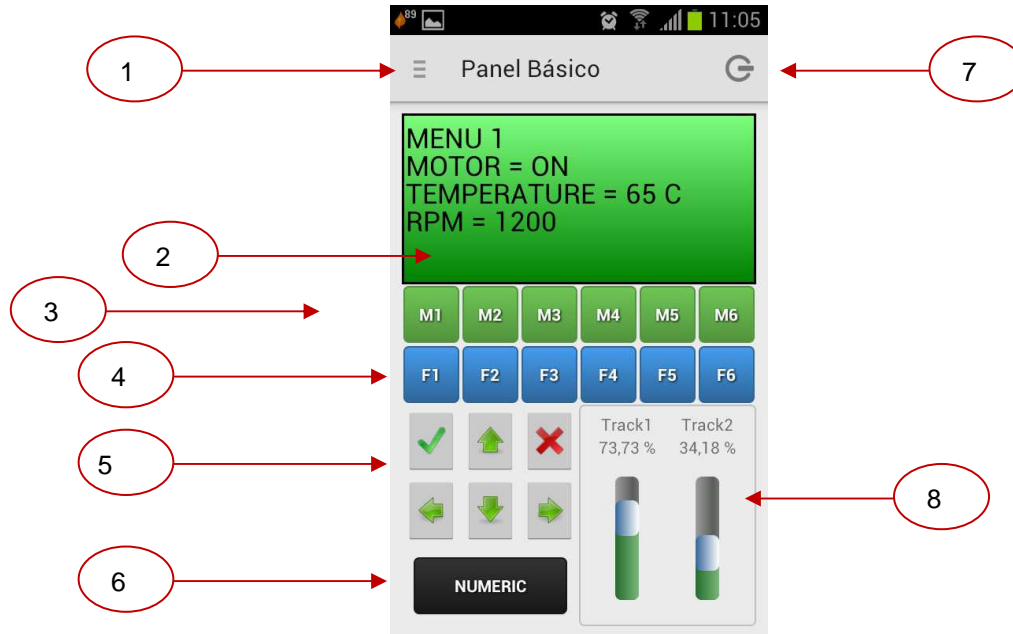 89 11:05
1 Panel Básico 7
MENU 1
MOTOR = ON
TEMPERATURE = 65 C
RPM = 1200
2
3 M1 M2 M3 M4 M5 M6
4 F1 F2 F3 F4 F5 F6
Track1 Track2
73,73 % 34,18 %
5
8
6 NUMERIC